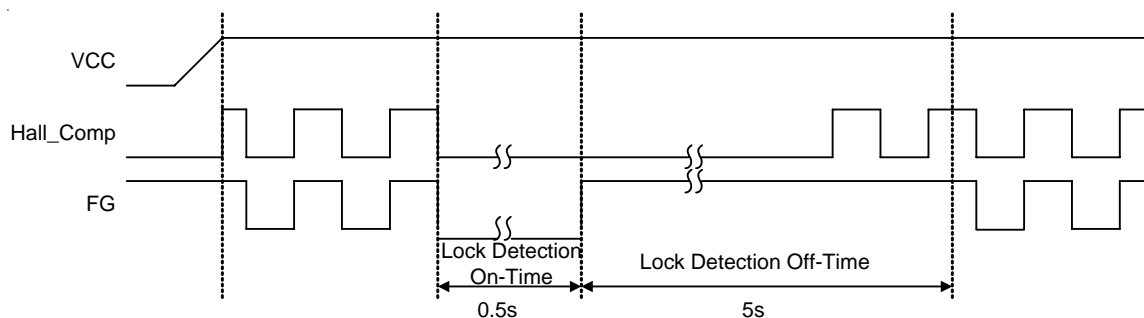 VCC
Hall_Comp
FG
Lock Detection
On-Time
Lock Detection Off-Time
0.5s
5s